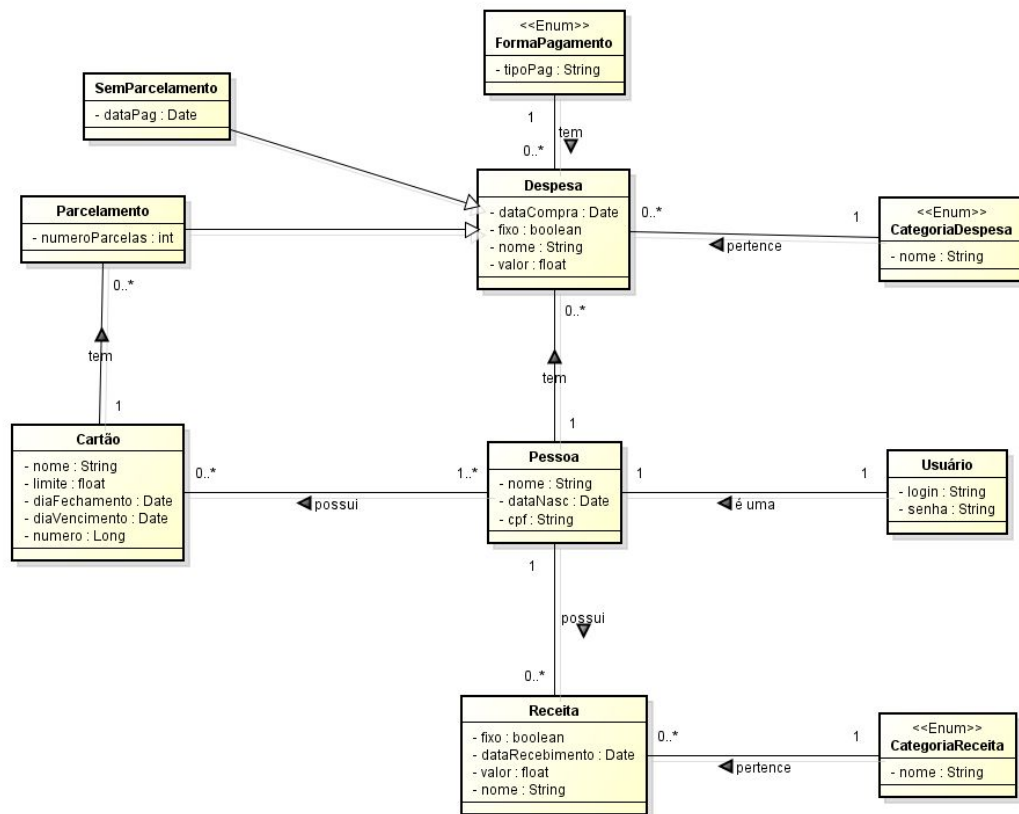 <<Enum>>
FormaPagamento
- tipoPag : String
SemParcelamento
- dataPag : Date
1
tem
0..*
Despesa
- dataCompra : Date
- fixo : boolean
- nome : String
- valor : float
Parcelamento
- numeroParcelas : int
0..*
1
pertence
<<Enum>>
CategoriaDespesa
- nome : String
0..*
tem
1
0..*
tem
1
Cartão
- nome : String
- limite : float
- diaFechamento : Date
- diaVencimento : Date
- numero : Long
0..*
1..*
possui
Pessoa
- nome : String
- dataNasc : Date
- cpf : String
1
1
é uma
Usuário
- login : String
- senha : String
1
possui
0..*
Receita
- fixo : boolean
- dataRecebimento : Date
- valor : float
- nome : String
0..*
1
pertence
<<Enum>>
CategoriaReceita
- nome : String